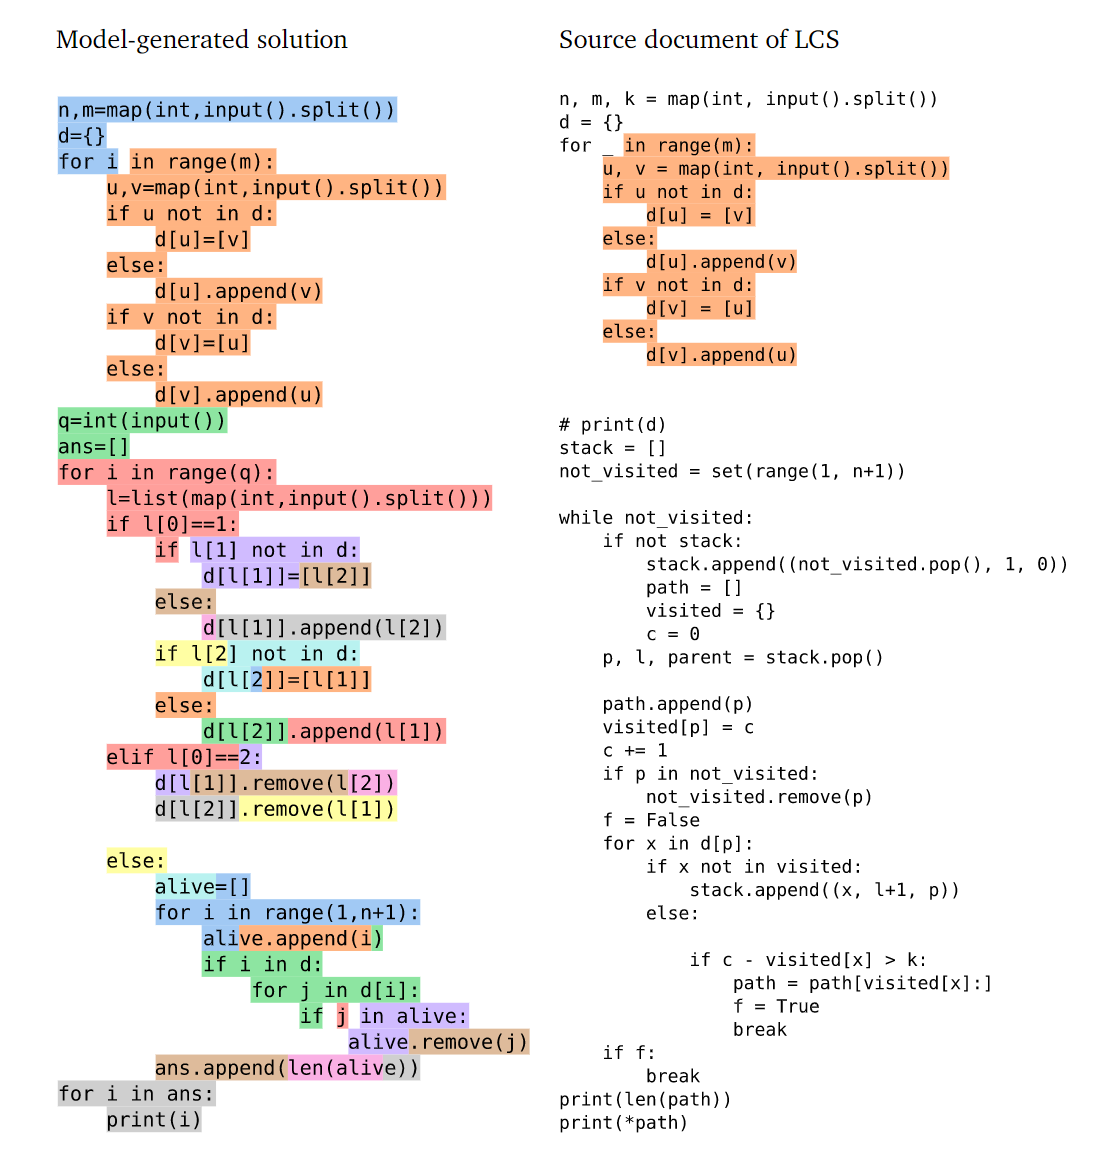 Model-generated solution
n,m=map(int,input().split())
d={}
for i in range(m):
    u,v=map(int,input().split())
    if u not in d:
        d[u]=[v]
    else:
        d[u].append(v)
    if v not in d:
        d[v]=[u]
    else:
        d[v].append(u)
q=int(input())
ans=[]
for i in range(q):
    l=list(map(int,input().split()))
    if l[0]==1:
        if l[1] not in d:
            d[l[1]]=[l[2]]
        else:
            d[l[1]].append(l[2])
        if l[2] not in d:
            d[l[2]]=[l[1]]
        else:
            d[l[2]].append(l[1])
    elif l[0]==2:
        d[l[1]].remove(l[2])
        d[l[2]].remove(l[1])
    else:
        alive=[]
        for i in range(1,n+1):
            alive.append(i)
            if i in d:
                for j in d[i]:
                    if j in alive:
                        alive.remove(j)
        ans.append(len(alive))
for i in ans:
    print(i)
Source document of LCS
n, m, k = map(int, input().split())
d = {}
for _ in range(m):
    u, v = map(int, input().split())
    if u not in d:
        d[u] = [v]
    else:
        d[u].append(v)
    if v not in d:
        d[v] = [u]
    else:
        d[v].append(u)
# print(d)
stack = []
not_visited = set(range(1, n+1))
while not_visited:
    if not stack:
        stack.append((not_visited.pop(), 1, 0))
        path = []
        visited = {}
        c = 0
    p, l, parent = stack.pop()
    path.append(p)
    visited[p] = c
    c += 1
    if p in not_visited:
        not_visited.remove(p)
    f = False
    for x in d[p]:
        if x not in visited:
            stack.append((x, l+1, p))
        else:
            if c - visited[x] > k:
                path = path[visited[x]:]
                f = True
                break
    if f:
        break
print(len(path))
print(*path)